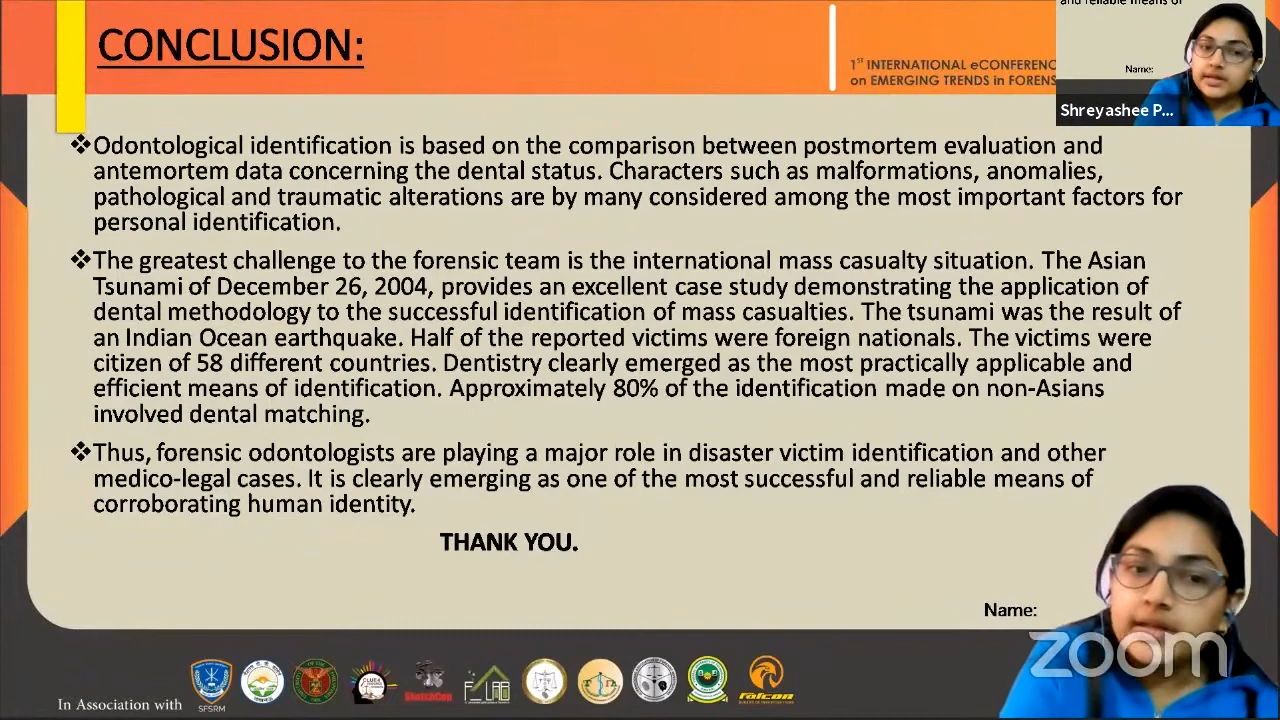 CONCLUSION:
1ST INTERNATIONAL eCONFERENC
on EMERGING TRENDS in FORENS
and reliable means of
Name:
Shreyashee P...
❖Odontological identification is based on the comparison between postmortem evaluation and
antemortem data concerning the dental status. Characters such as malformations, anomalies,
pathological and traumatic alterations are by many considered among the most important factors for
personal identification.
❖The greatest challenge to the forensic team is the international mass casualty situation. The Asian
Tsunami of December 26, 2004, provides an excellent case study demonstrating the application of
dental methodology to the successful identification of mass casualties. The tsunami was the result of
an Indian Ocean earthquake. Half of the reported victims were foreign nationals. The victims were
citizen of 58 different countries. Dentistry clearly emerged as the most practically applicable and
efficient means of identification. Approximately 80% of the identification made on non-Asians
involved dental matching.
❖Thus, forensic odontologists are playing a major role in disaster victim identification and other
medico-legal cases. It is clearly emerging as one of the most successful and reliable means of
corroborating human identity.
THANK YOU.
Name:
zoom
In Association with
SFSRM
CLUE4
SketchCop
F LAB
Falcon